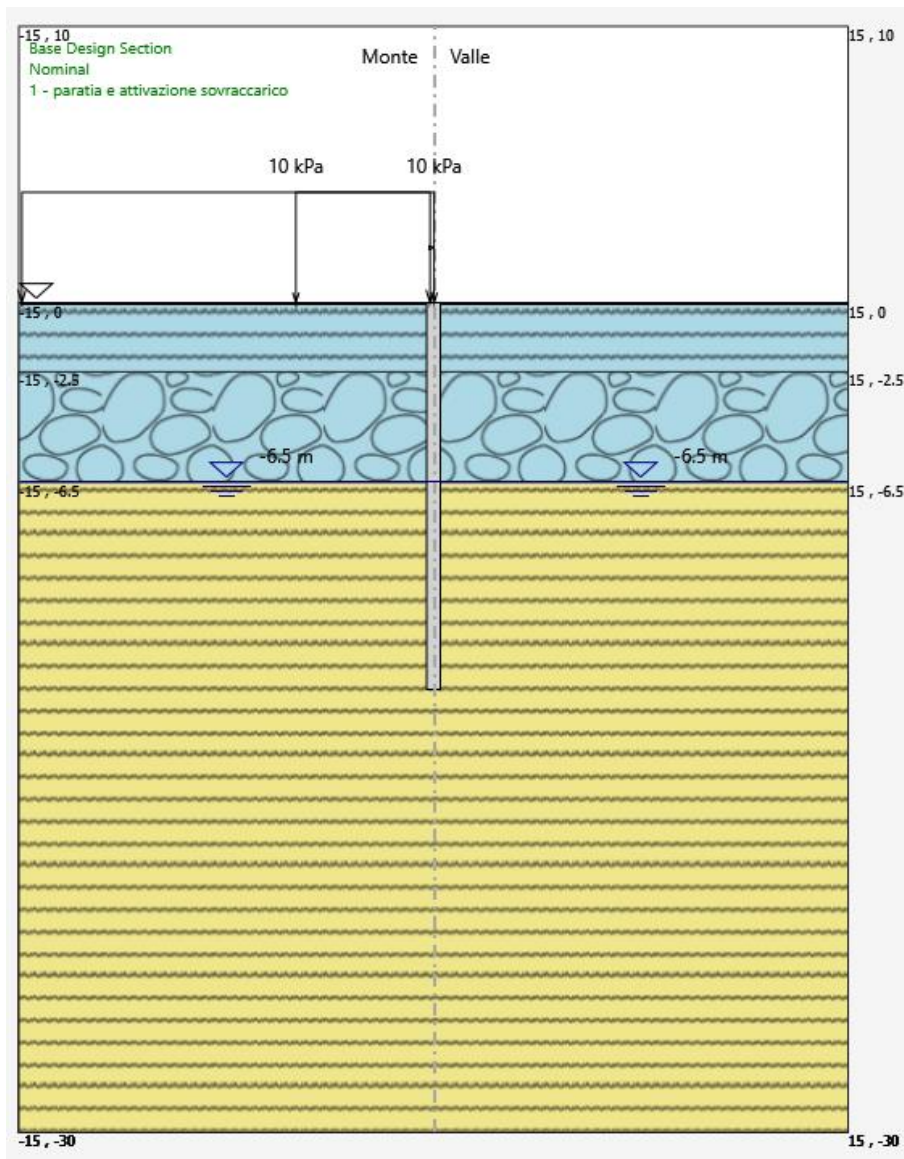 -15 , 10
15 , 10
Base Design Section
Nominal
1 - paratia e attivazione sovraccarico
Monte
Valle
10 kPa
10 kPa
-15 , 0
15 , 0
-15 , -2.5
15 , -2.5
-6.5 m
-6.5 m
-15 , -6.5
15 , -6.5
-15 , -30
15 , -30